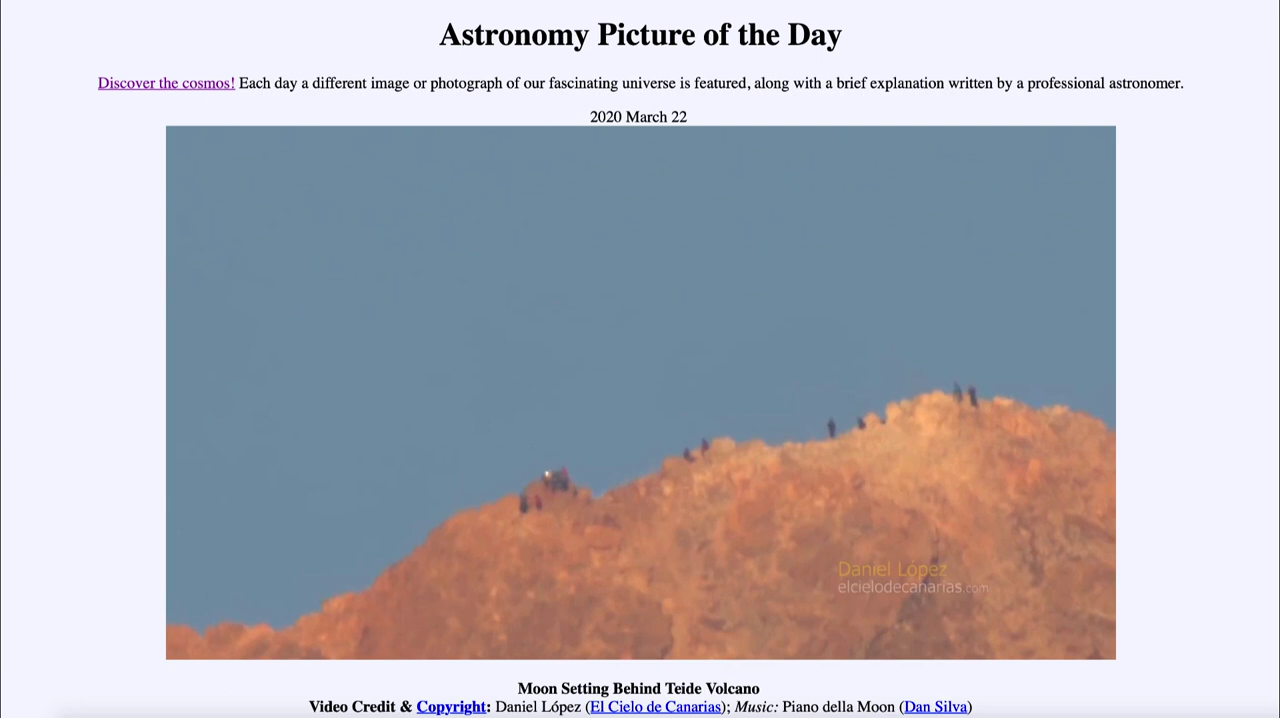 Astronomy Picture of the Day
Discover the cosmos! Each day a different image or photograph of our fascinating universe is featured, along with a brief explanation written by a professional astronomer.
2020 March 22
Daniel López
elcielodecanarias.com
Moon Setting Behind Teide Volcano
Video Credit & Copyright: Daniel López (El Cielo de Canarias); Music: Piano della Moon (Dan Silva)